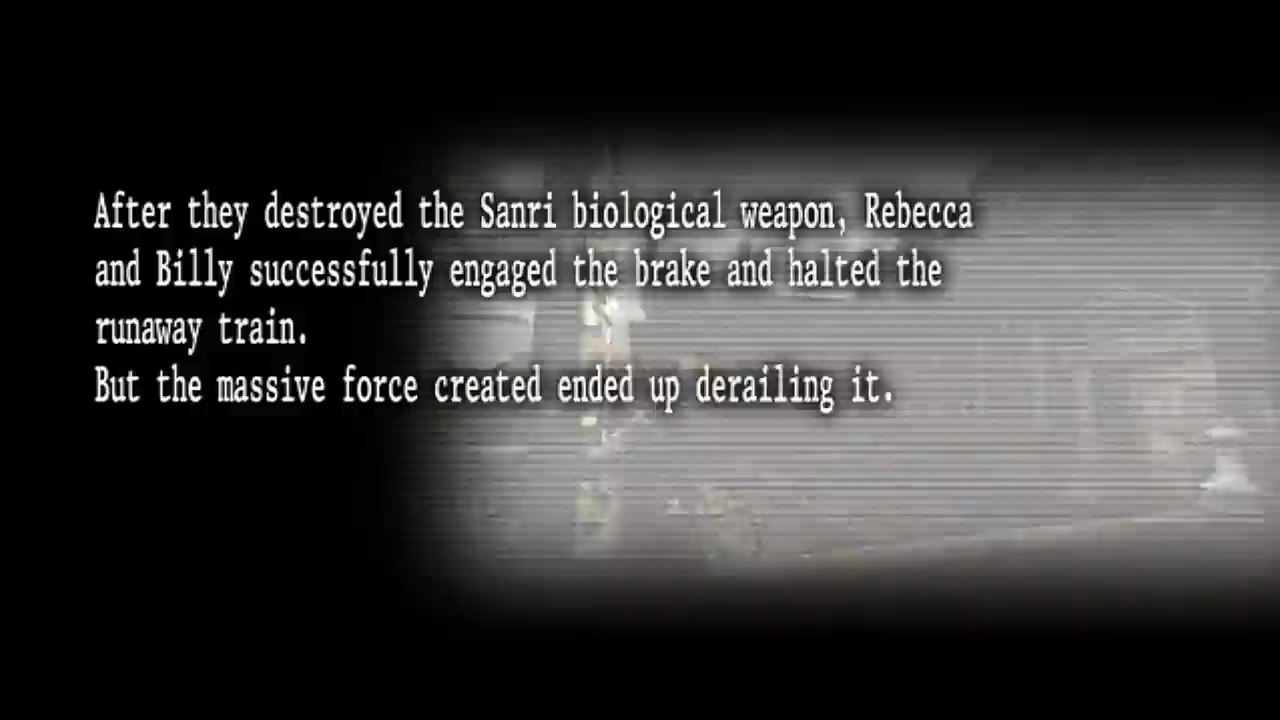 After they destroyed the Sanri biological weapon, Rebecca
and Billy successfully engaged the brake and halted the
runaway train.
But the massive force created ended up derailing it.